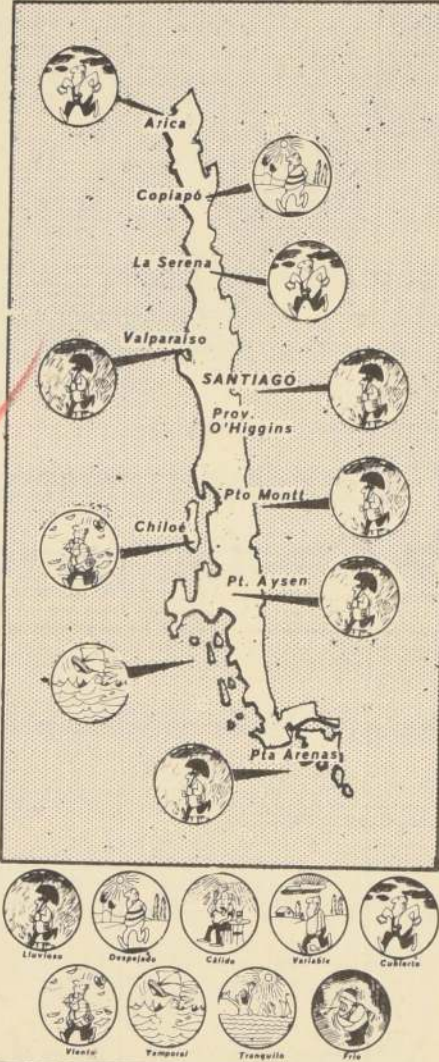 Arica
Copiapó
La Serena
Valparaíso
SANTIAGO
Prov.
O'Higgins
Pto Montt
Chiloé
Pt. Aysen
Pta Arenas
Lluvioso
Despejado
Cálido
Variable
Cubierto
Viento
Temporal
Tranquilo
Frío